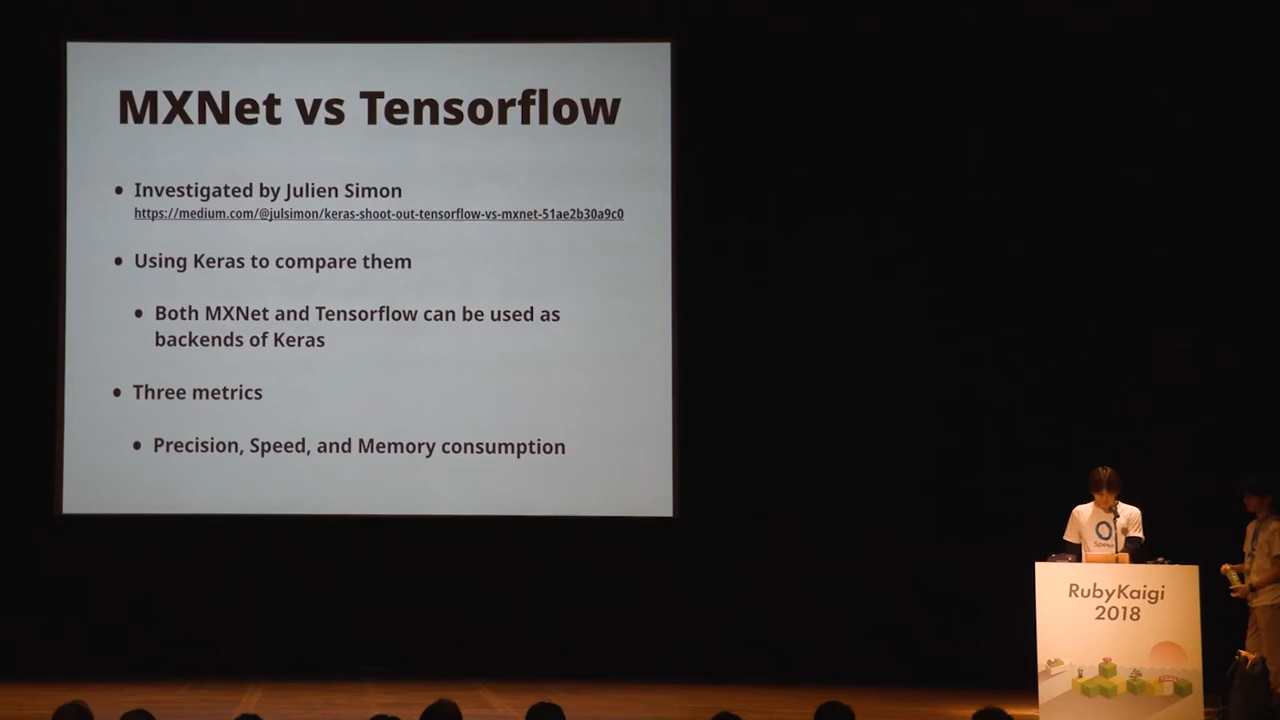 MXNet vs Tensorflow
• Investigated by Julien Simon
https://medium.com/@julsimon/keras-shoot-out-tensorflow-vs-mxnet-51ae2b30a9c0
• Using Keras to compare them
• Both MXNet and Tensorflow can be used as
backends of Keras
• Three metrics
• Precision, Speed, and Memory consumption
RubyKaigi
2018